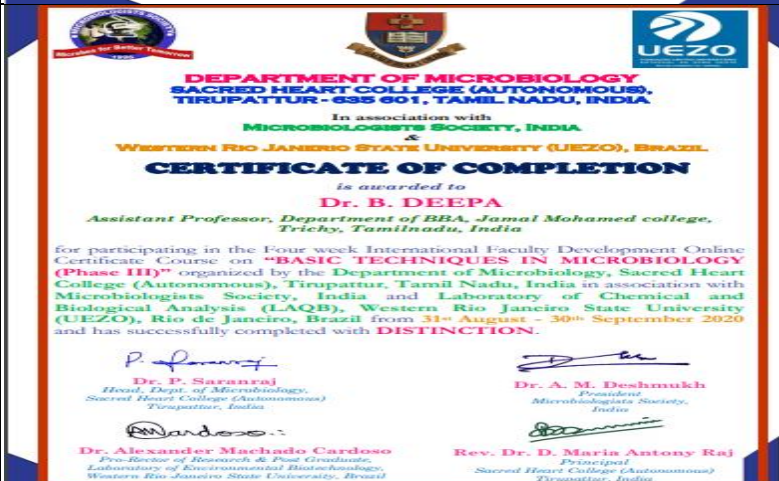 MICROBIOLOGISTS SOCIETY
Microbes for Better Tomorrow
UEZO
DEPARTMENT OF MICROBIOLOGY
SACRED HEART COLLEGE (AUTONOMOUS),
TIRUPATTUR - 635 601, TAMIL NADU, INDIA
In association with
MICROBIOLOGISTS SOCIETY, INDIA
&
WESTERN RIO JANERIO STATE UNIVERSITY (UEZO), BRAZIL
CERTIFICATE OF COMPLETION
is awarded to
Dr. B. DEEPA
Assistant Professor, Department of BBA, Jamal Mohamed college,
Trichy, Tamilnadu, India
for participating in the Four week International Faculty Development Online
Certificate Course on “BASIC TECHNIQUES IN MICROBIOLOGY
(Phase III)” organized by the Department of Microbiology, Sacred Heart
College (Autonomous), Tirupattur, Tamil Nadu, India in association with
Microbiologists Society, India and Laboratory of Chemical and
Biological Analysis (LAQB), Western Rio Janeiro State University
(UEZO), Rio de Janeiro, Brazil from 31st August - 30th September 2020
and has successfully completed with DISTINCTION.
P. Saranraj
Dr. P. Saranraj
Head, Dept. of Microbiology,
Sacred Heart College (Autonomous)
Tirupattur, India
Dr. A. M. Deshmukh
President
Microbiologists Society,
India
Dr. Alexander Machado Cardoso
Pro-Rector of Research & Post Graduate,
Laboratory of Environmental Biotechnology,
Western Rio Janeiro State University, Brazil
Rev. Dr. D. Maria Antony Raj
Principal
Sacred Heart College (Autonomous)
Tirupattur, India